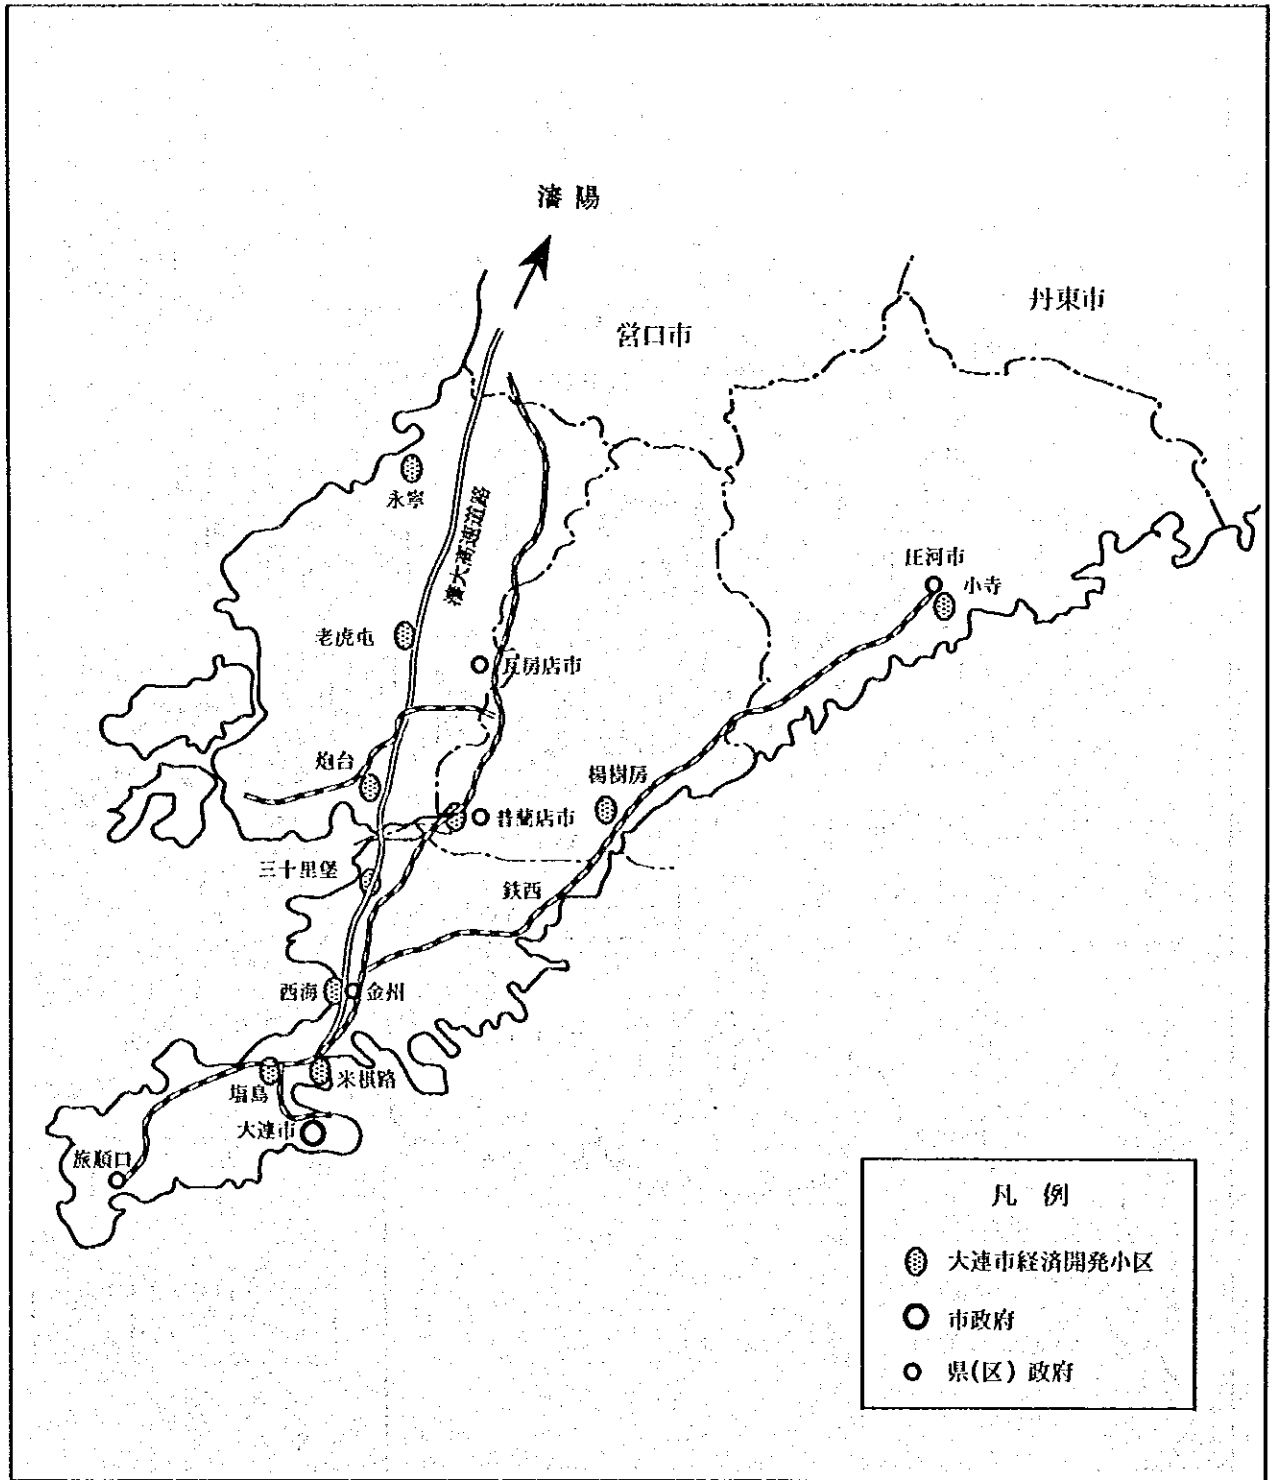 瀋陽
丹東市
営口市
永寧
瀋大高速道路
庄河市
小寺
老虎屯
瓦房店市
炮台
楊樹房
普蘭店市
三十里堡
鉄西
西海
金州
塩島
米棋路
大連市
旅順口
凡 例
大連市経済開発小区
市政府
県(区)政府